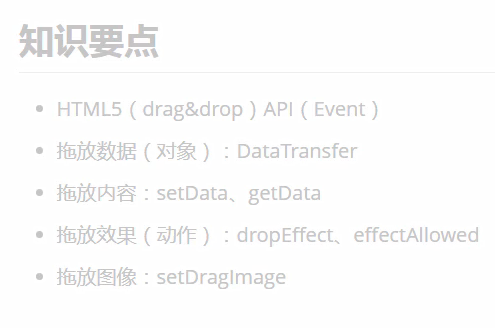 知识要点
HTML5（drag&drop）API（Event）
拖放数据（对象）：DataTransfer
拖放内容：setData、getData
拖放效果（动作）：dropEffect、effectAllowed
拖放图像：setDragImage